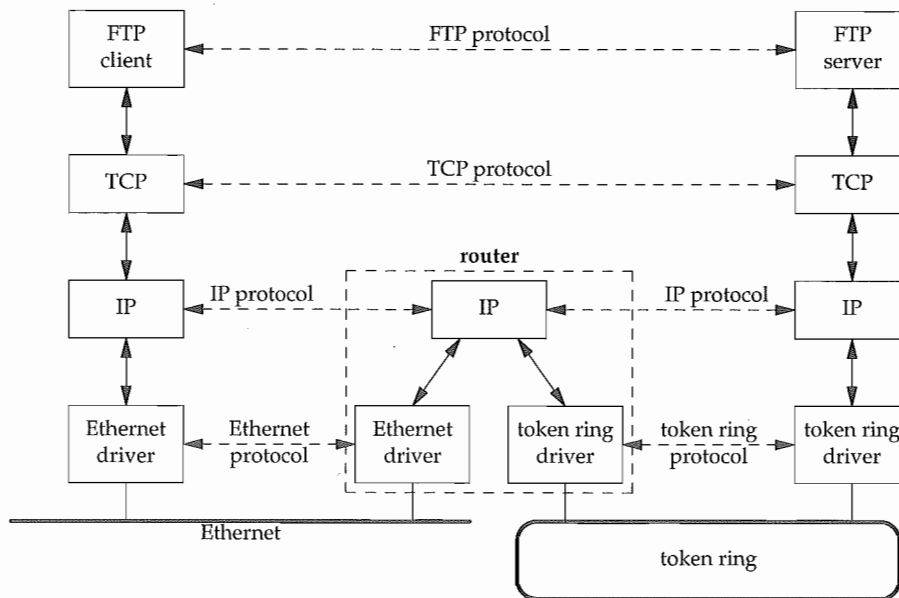 FTP
client
FTP protocol
FTP
server
TCP
TCP protocol
TCP
router
IP
IP protocol
IP
IP protocol
IP
Ethernet
driver
Ethernet
protocol
Ethernet
driver
token ring
driver
token ring
protocol
token ring
driver
Ethernet
token ring